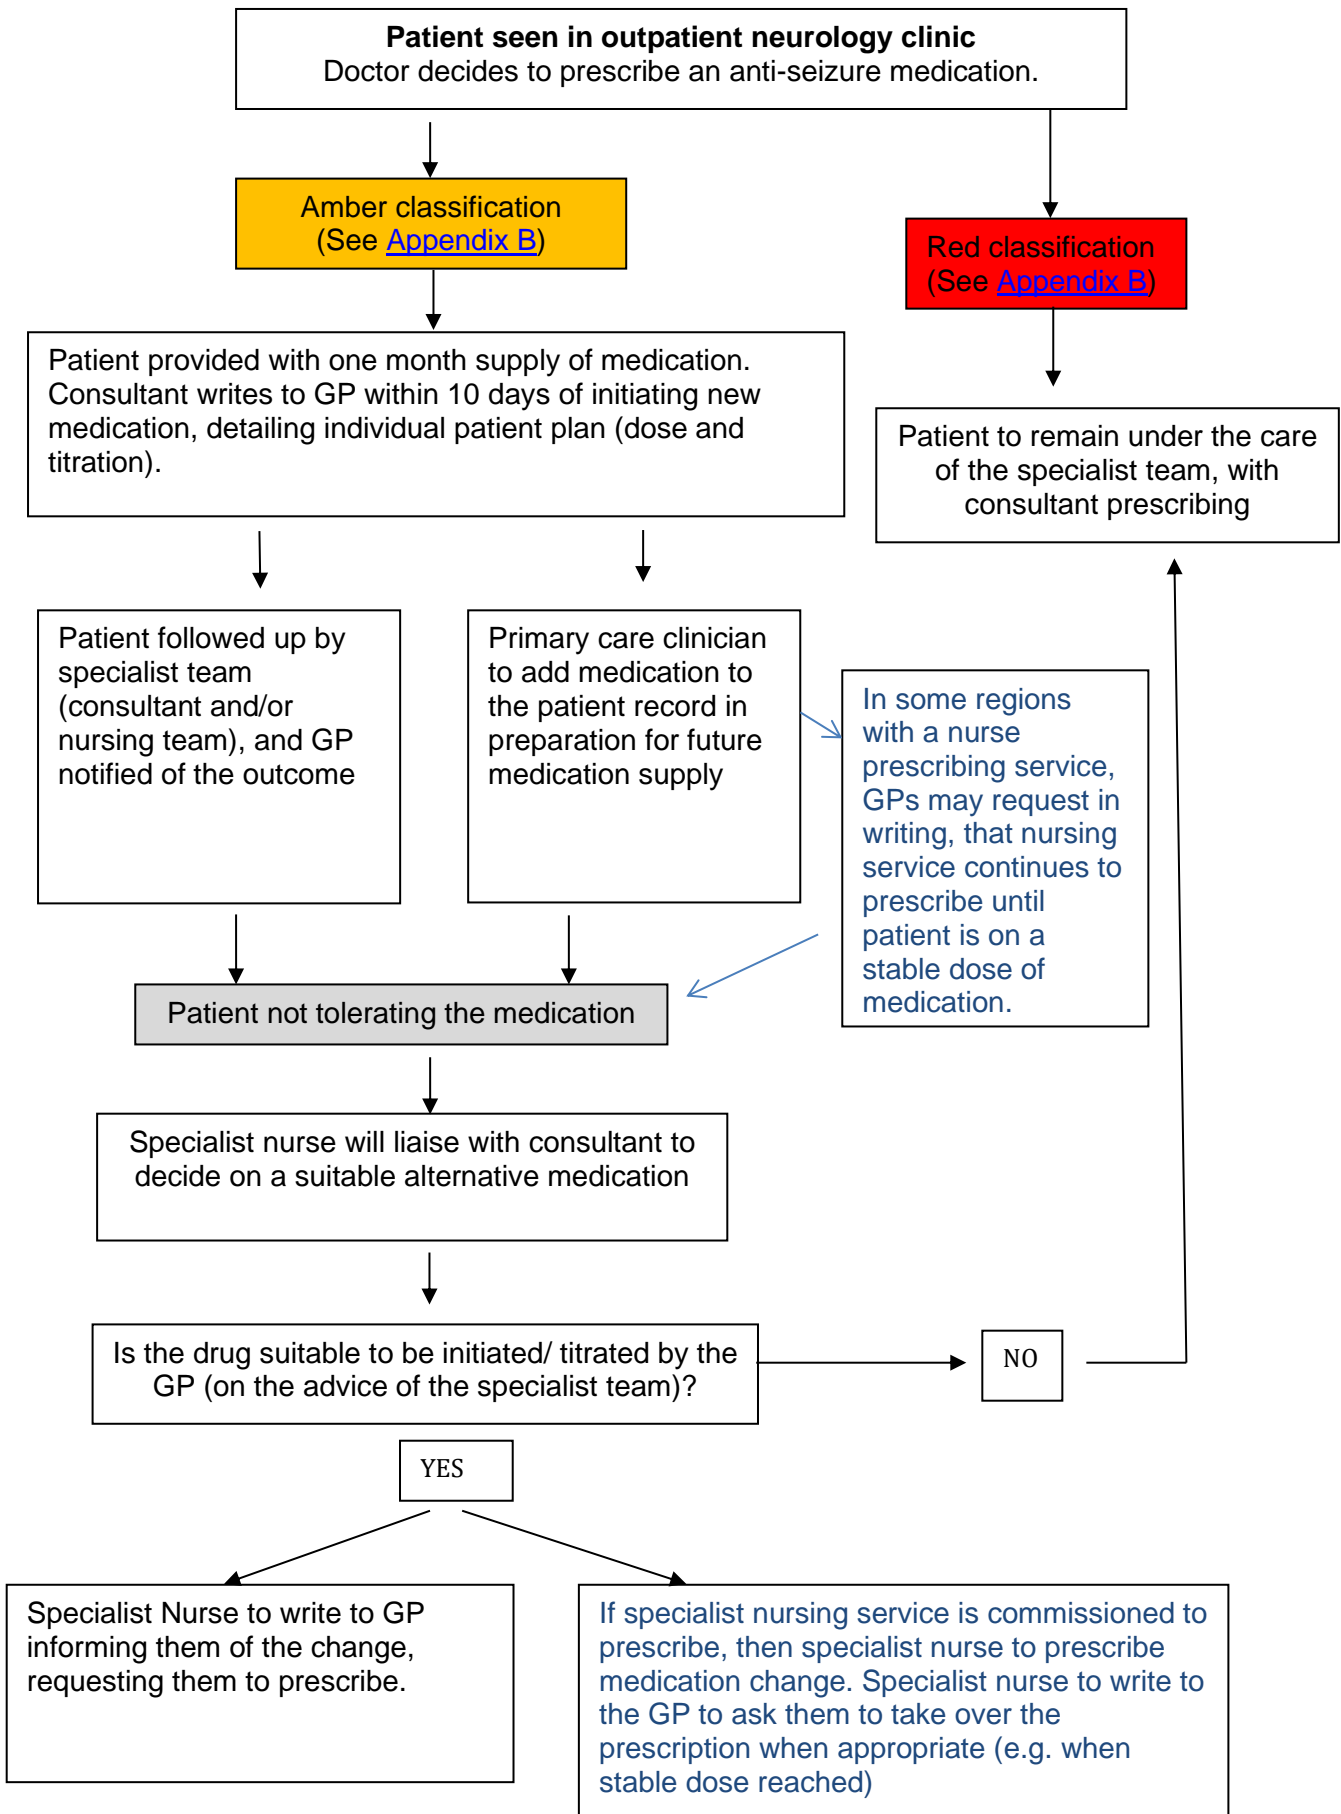 Patient seen in outpatient neurology clinic
Doctor decides to prescribe an anti-seizure medication.
Amber classification
(See Appendix B)
Red classification
(See Appendix B)
Patient provided with one month supply of medication.
Consultant writes to GP within 10 days of initiating new
medication, detailing individual patient plan (dose and
titration).
Patient to remain under the care
of the specialist team, with
consultant prescribing
Patient followed up by
specialist team
(consultant and/or
nursing team), and GP
notified of the outcome
Primary care clinician
to add medication to
the patient record in
preparation for future
medication supply
In some regions
with a nurse
prescribing service,
GPs may request in
writing, that nursing
service continues to
prescribe until
patient is on a
stable dose of
medication.
Patient not tolerating the medication
Specialist nurse will liaise with consultant to
decide on a suitable alternative medication
Is the drug suitable to be initiated/ titrated by the
GP (on the advice of the specialist team)?
NO
YES
Specialist Nurse to write to GP
informing them of the change,
requesting them to prescribe.
If specialist nursing service is commissioned to
prescribe, then specialist nurse to prescribe
medication change. Specialist nurse to write to
the GP to ask them to take over the
prescription when appropriate (e.g. when
stable dose reached)